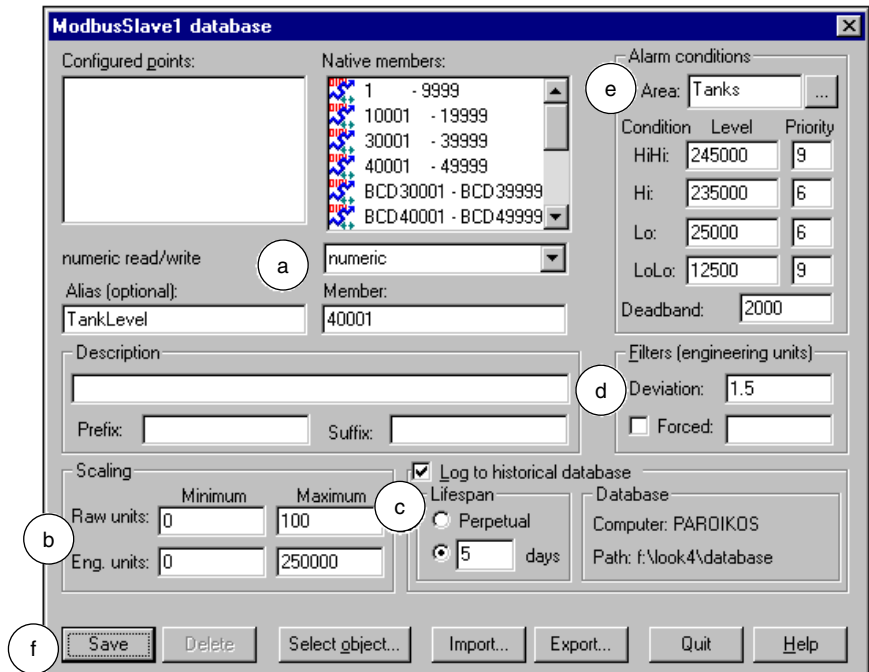 ModbusSlave1 database
Configured points:
Native members:
1 - 9999
10001 - 19999
30001 - 39999
40001 - 49999
BCD30001 - BCD39999
BCD40001 - BCD49999
numeric read/write
a
numeric
Alias (optional):
Member:
TankLevel
40001
Description
Prefix:
Suffix:
Alarm conditions
e
Area: Tanks ...
Condition Level Priority
HiHi: 245000 9
Hi: 235000 6
Lo: 25000 6
LoLo: 12500 9
Deadband: 2000
Filters (engineering units)
d
Deviation: 1.5
Forced:
Scaling
Minimum Maximum
b
Raw units: 0 100
Eng. units: 0 250000
Log to historical database
c
Lifespan
Perpetual
5 days
Database
Computer: PAROIKOS
Path: f:\look4\database
f
Save Delete Select object... Import... Export... Quit Help